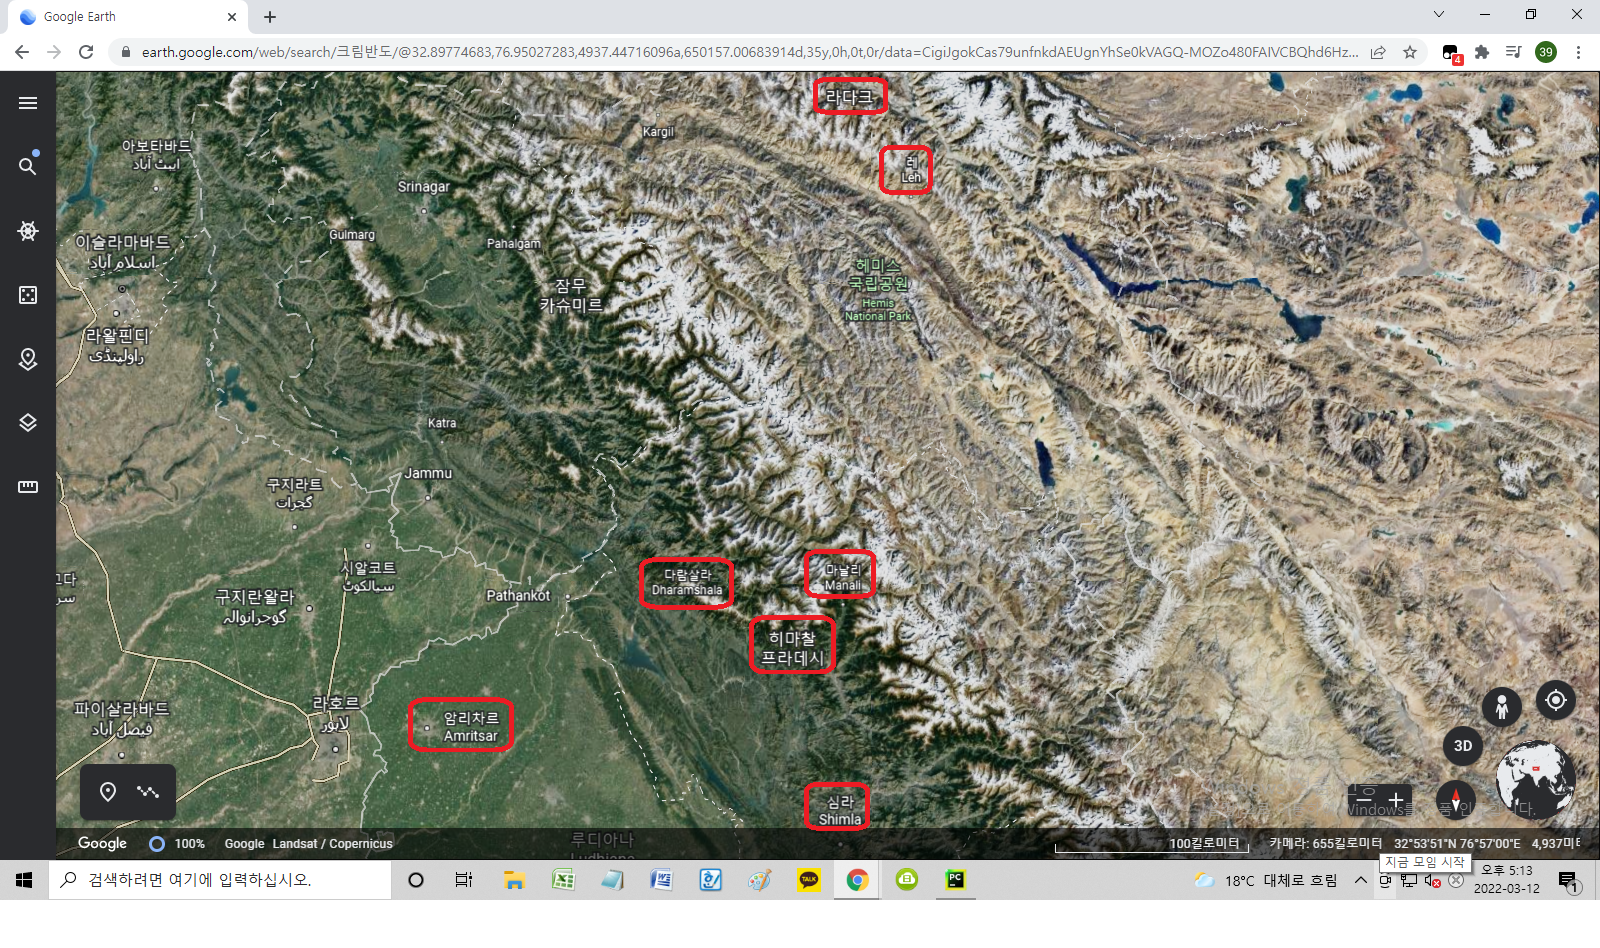 Google Earth
earth.google.com/web/search/크림반도/@32.89774683,76.95027283,4937.44716096a,650157.00683914d,35y,0h,0t,0r/data=CigiJgokCas79unfnkdAEUgnYhSe0kVAGQ-MOZo480FAIVCBQhd6Hz...
4
39
라다크
Kargil
아보타바드
ایبٹ آباد
레
Leh
Srinagar
Gulmarg
Pahalgam
이슬라마바드
اسلام آباد
헤미스
국립공원
Hemis
National Park
잠무
카슈미르
라왈핀디
راولپنڈی
Katra
Jammu
구지라트
گجرات
시알코트
سیالکوٹ
다람살라
Dharamshala
마날리
Manali
Pathankot
구지란왈라
گوجرانوالہ
히마찰
프라데시
파이살라바드
فیصل آباد
라호르
لاہور
암리차르
Amritsar
심라
Shimla
루디아나
Ludhiana
3D
Google
100%
Google Landsat / Copernicus
100킬로미터
카메라: 655킬로미터
32°53'51"N 76°57'00"E
4,937미터
지금 모임 시작
검색하려면 여기에 입력하십시오.
TALK
PC
18°C 대체로 흐림
오후 5:13
2022-03-12
1